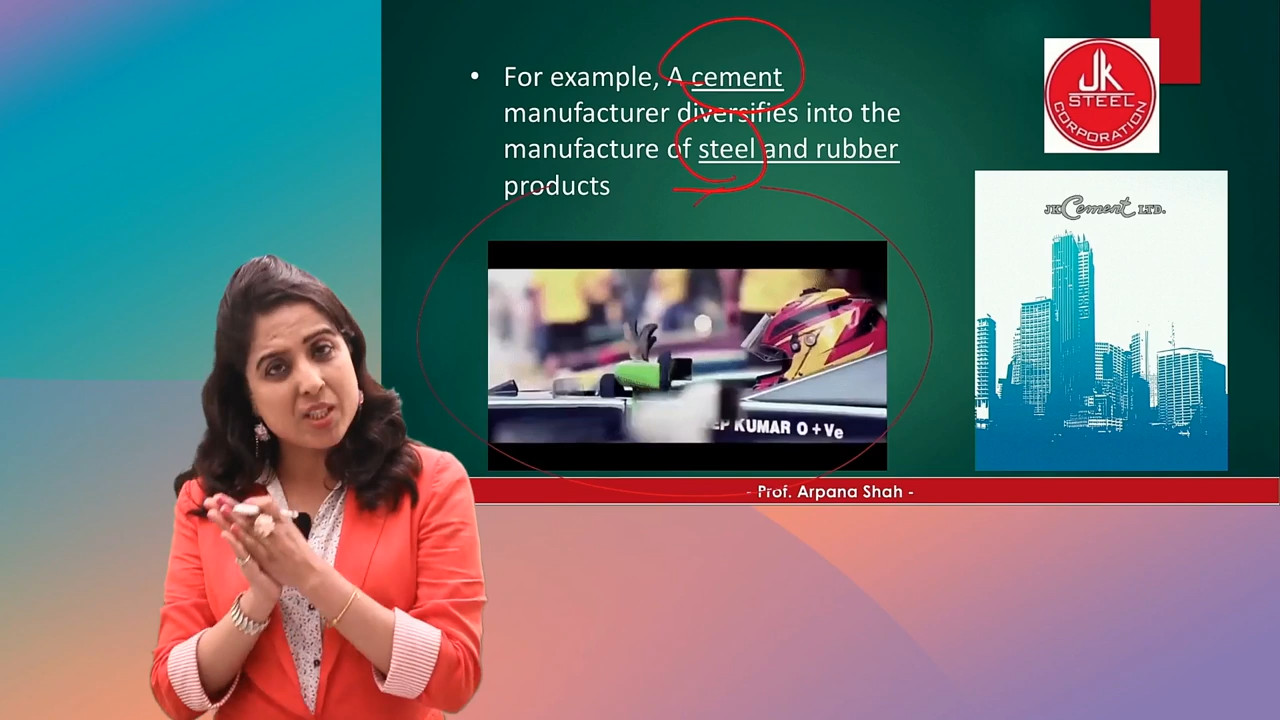 • For example, A cement
manufacturer diversifies into the
manufacture of steel and rubber
products
JK
STEEL
CORPORATION
JK Cement LTD.
KUMAR O+Ve
- Prof. Arpana Shah -